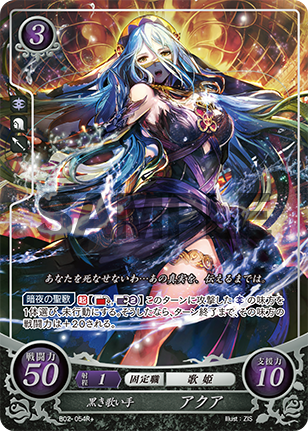 3
SAMPLE
あなたを死なせないわ…あの真実を、伝えるまでは
暗夜の聖歌 起 このターンに攻撃した の味方を
1体選び、未行動にする。そうしたなら、ターン終了まで、その味方の
戦闘力は+20される。
戦闘力 50
射程 1 固定職 歌姫
支援力 10
黒き歌い手 アクア
B02-054R+ Illust：ZIS